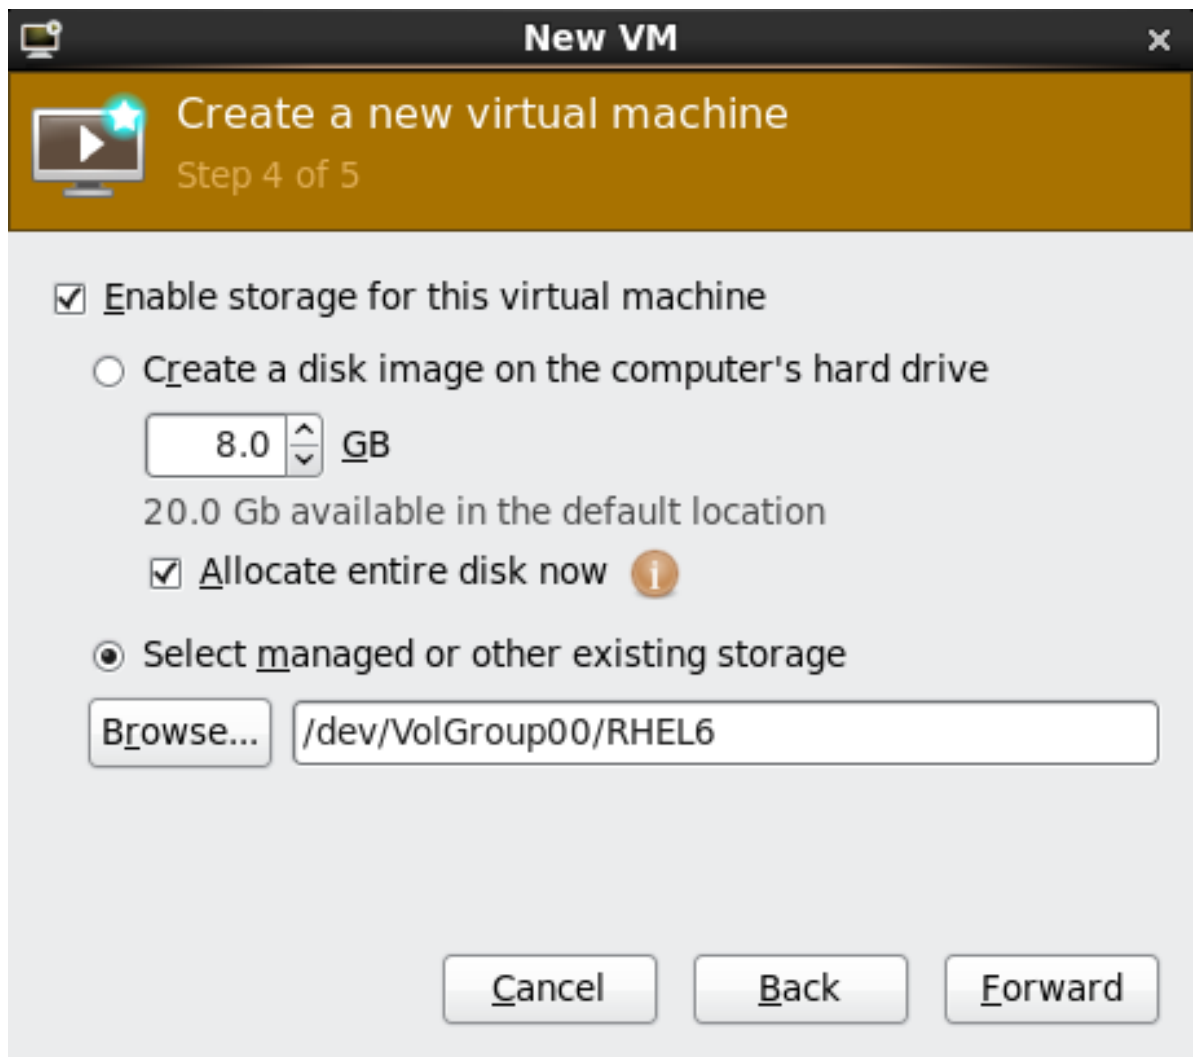 New VM
Create a new virtual machine
Step 4 of 5
Enable storage for this virtual machine
Create a disk image on the computer's hard drive
8.0 GB
20.0 Gb available in the default location
Allocate entire disk now
Select managed or other existing storage
Browse... /dev/VolGroup00/RHEL6
Cancel Back Forward